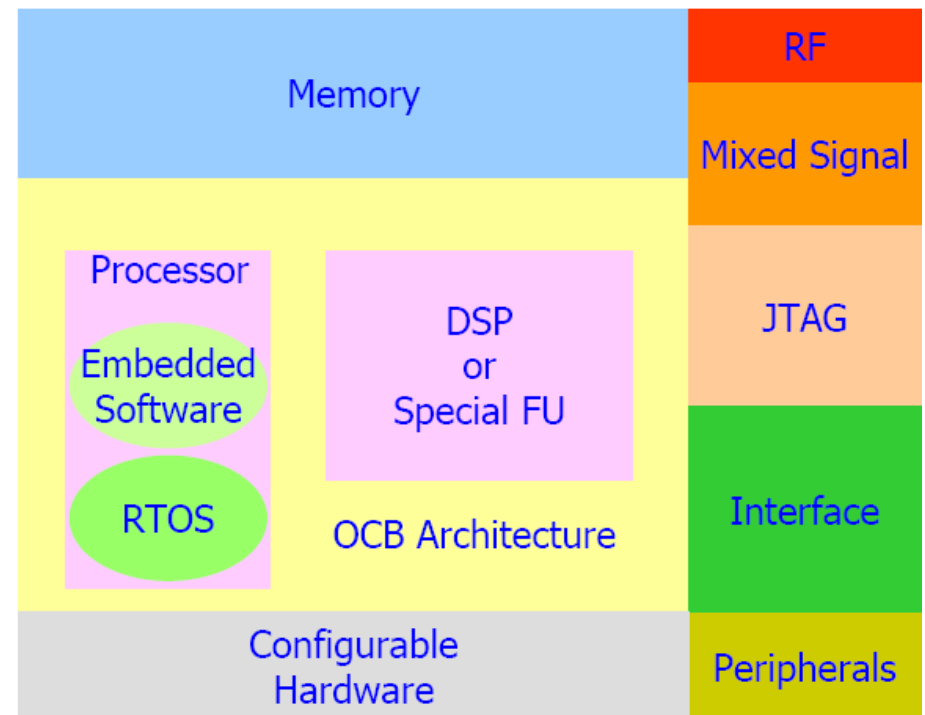 Memory
RF
Mixed Signal
Processor
Embedded
Software
RTOS
DSP
or
Special FU
OCB Architecture
JTAG
Interface
Configurable
Hardware
Peripherals